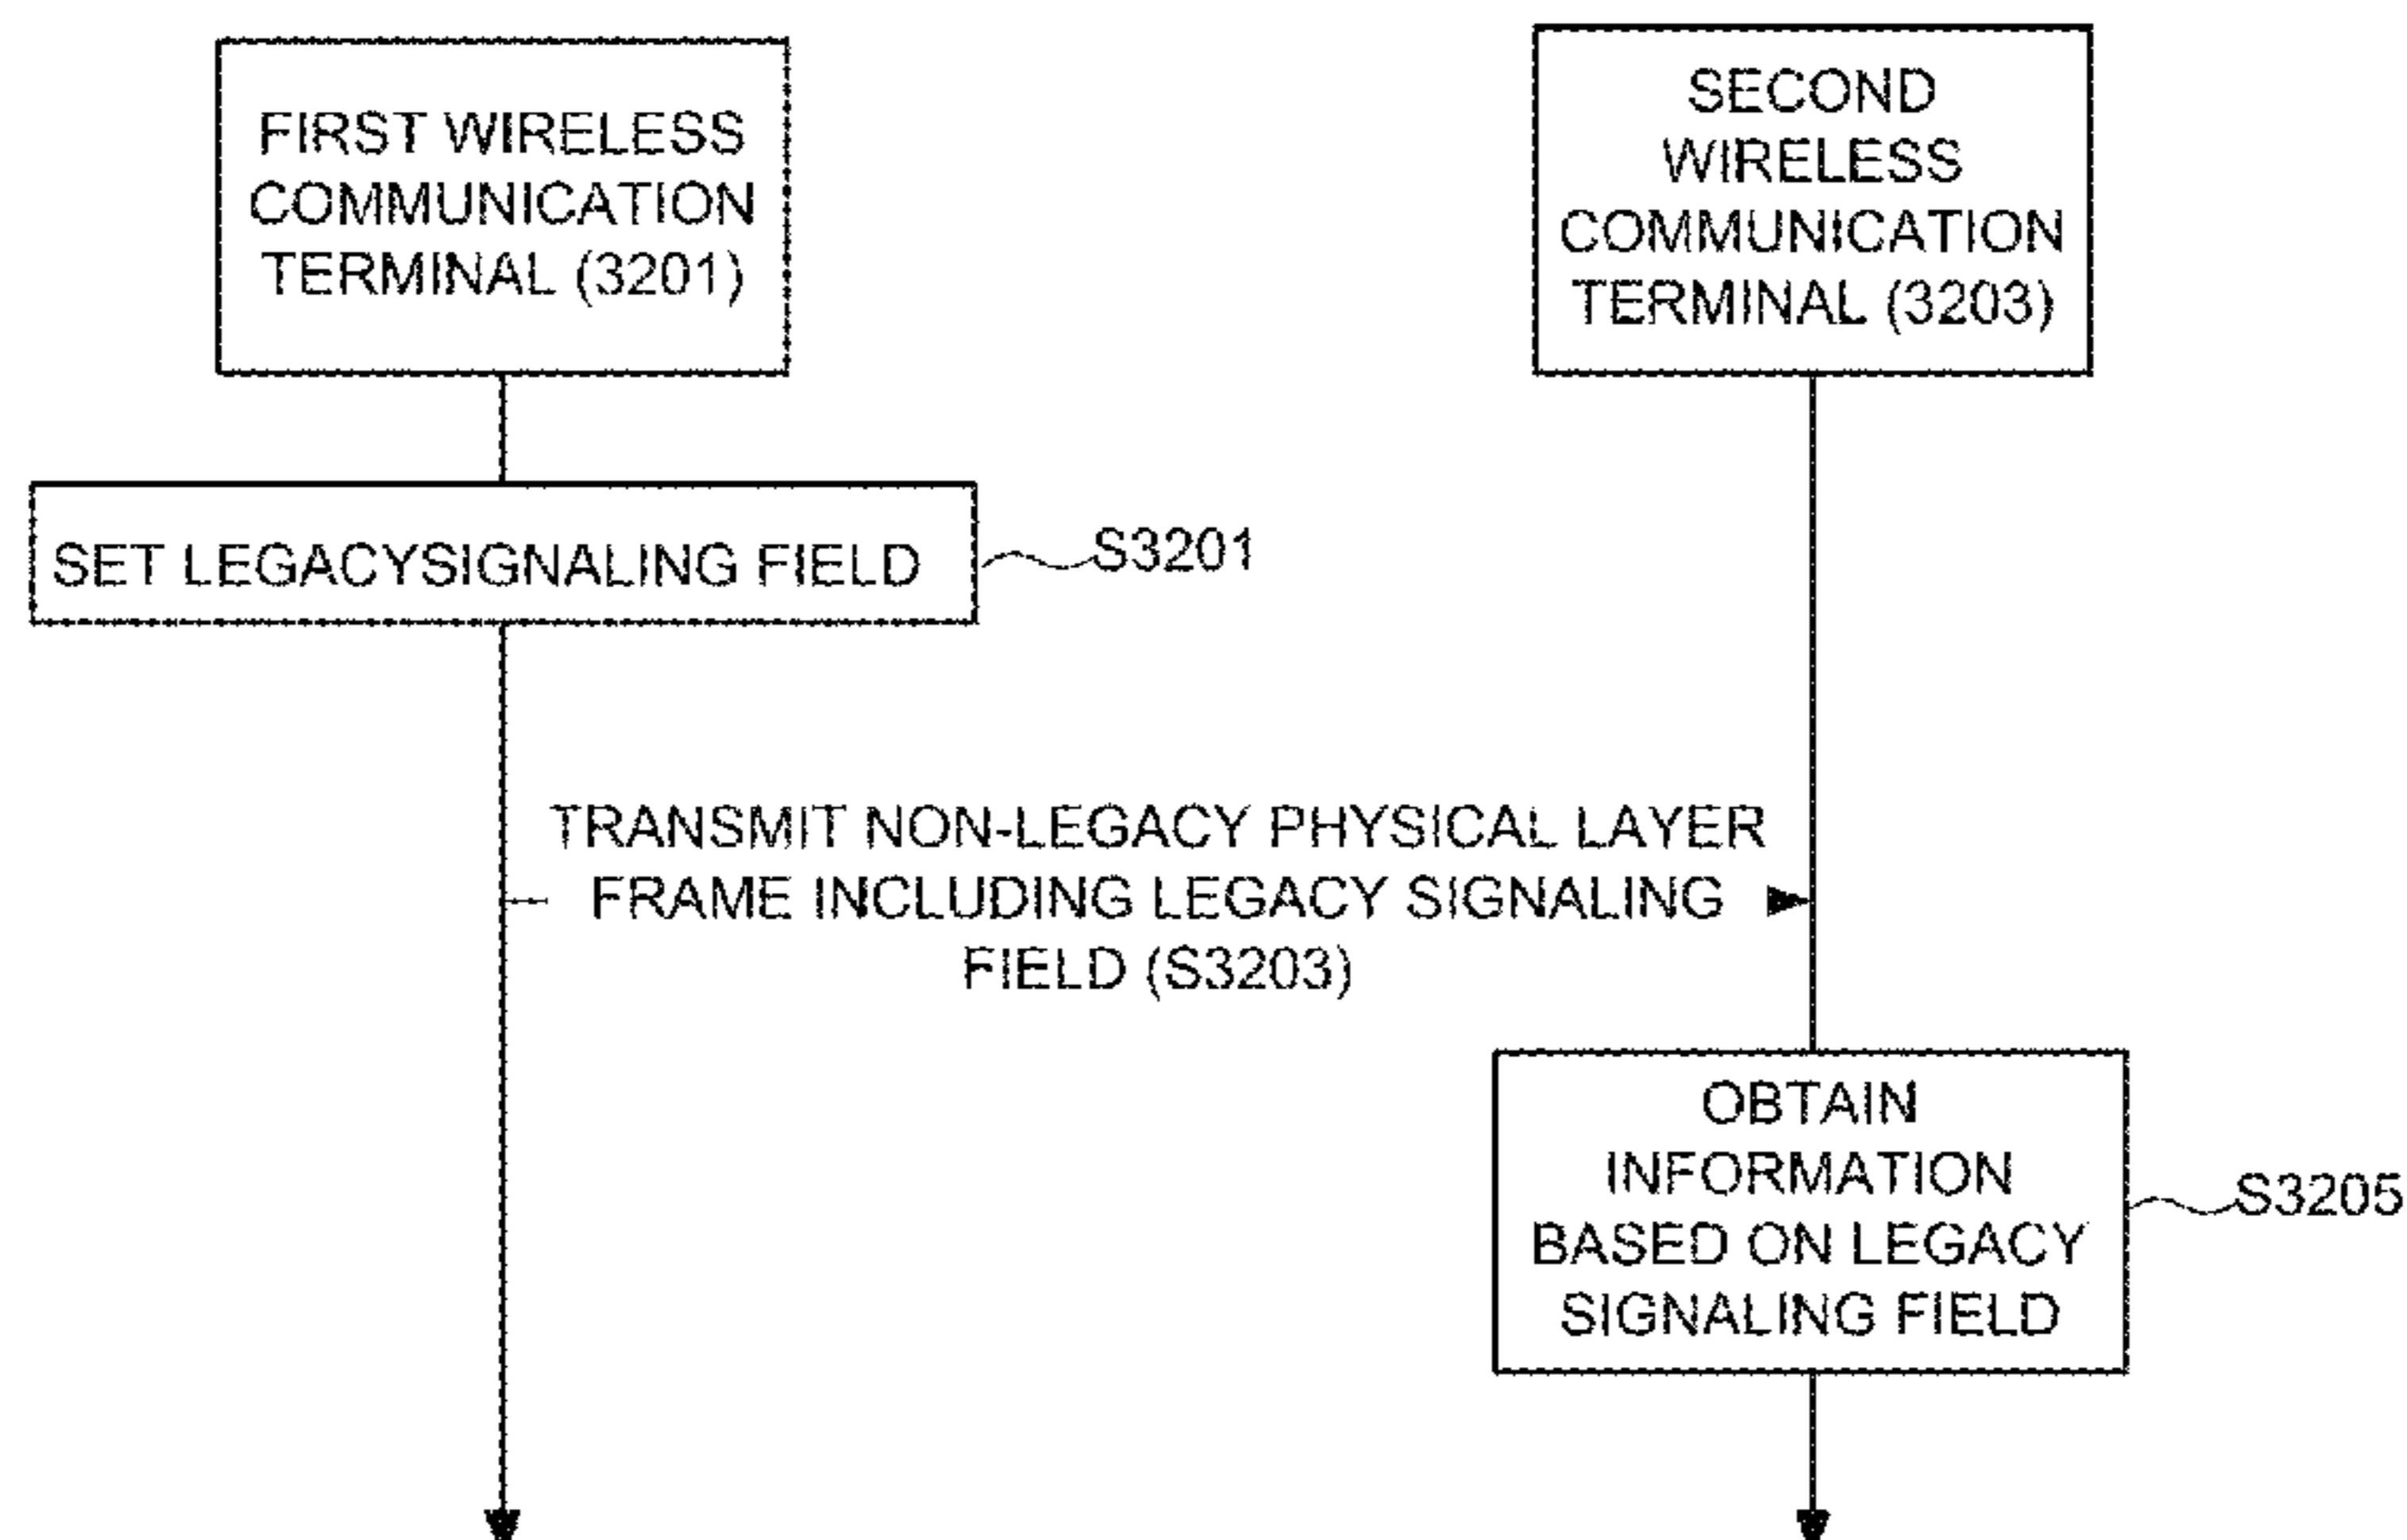 FIRST WIRELESS
COMMUNICATION
TERMINAL (3201)
SECOND
WIRELESS
COMMUNICATION
TERMINAL (3203)
SET LEGACYSIGNALING FIELD
S3201
TRANSMIT NON-LEGACY PHYSICAL LAYER
FRAME INCLUDING LEGACY SIGNALING
FIELD (S3203)
OBTAIN
INFORMATION
BASED ON LEGACY
SIGNALING FIELD
S3205